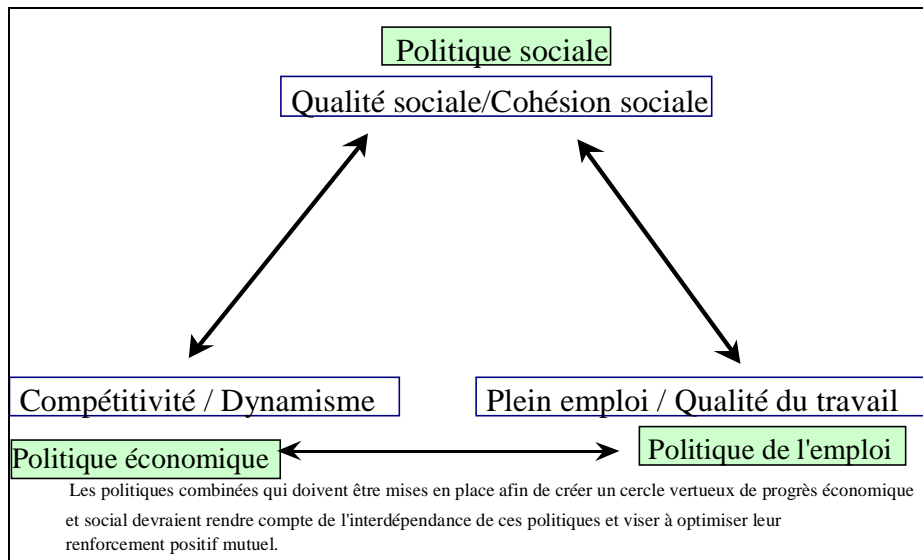 Politique sociale
Qualité sociale/Cohésion sociale
Compétitivité / Dynamisme
Plein emploi / Qualité du travail
Politique économique
Politique de l'emploi
Les politiques combinées qui doivent être mises en place afin de créer un cercle vertueux de progrès économique
et social devraient rendre compte de l'interdépendance de ces politiques et viser à optimiser leur
renforcement positif mutuel.